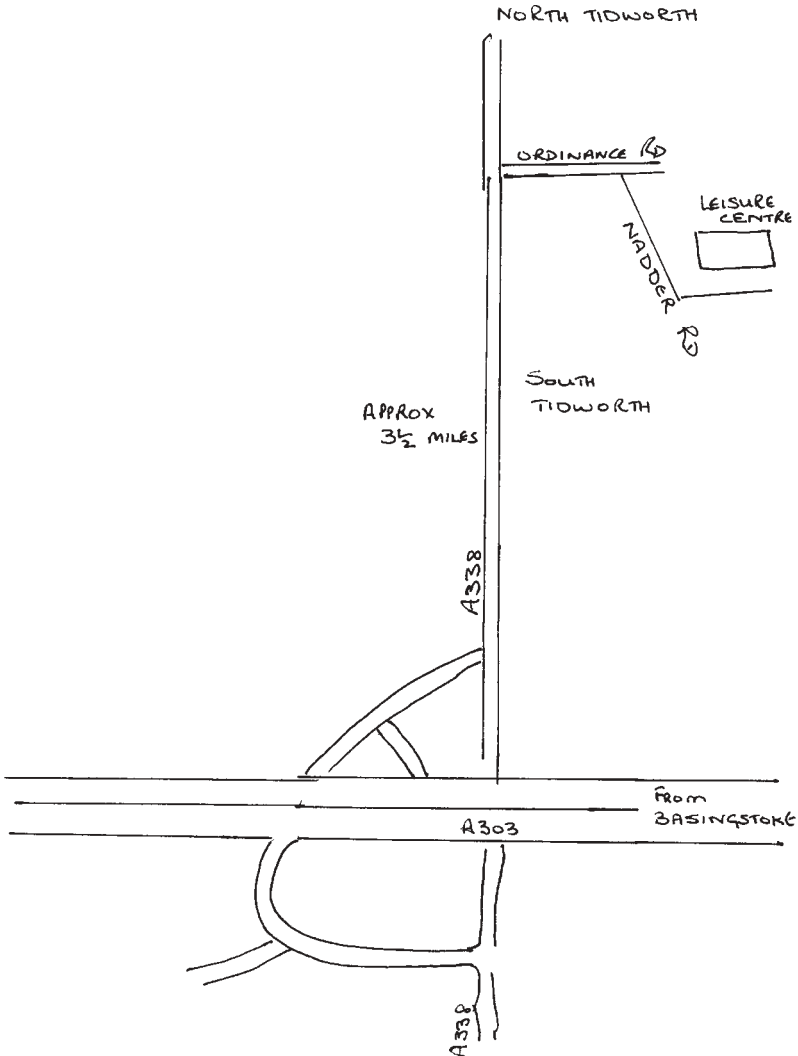 NORTH TIDWORTH
ORDINANCE RD
LEISURE
CENTRE
NADDER RD
SOUTH
TIDWORTH
APPROX
3½ MILES
A338
FROM
BASINGSTOKE
A303
A338